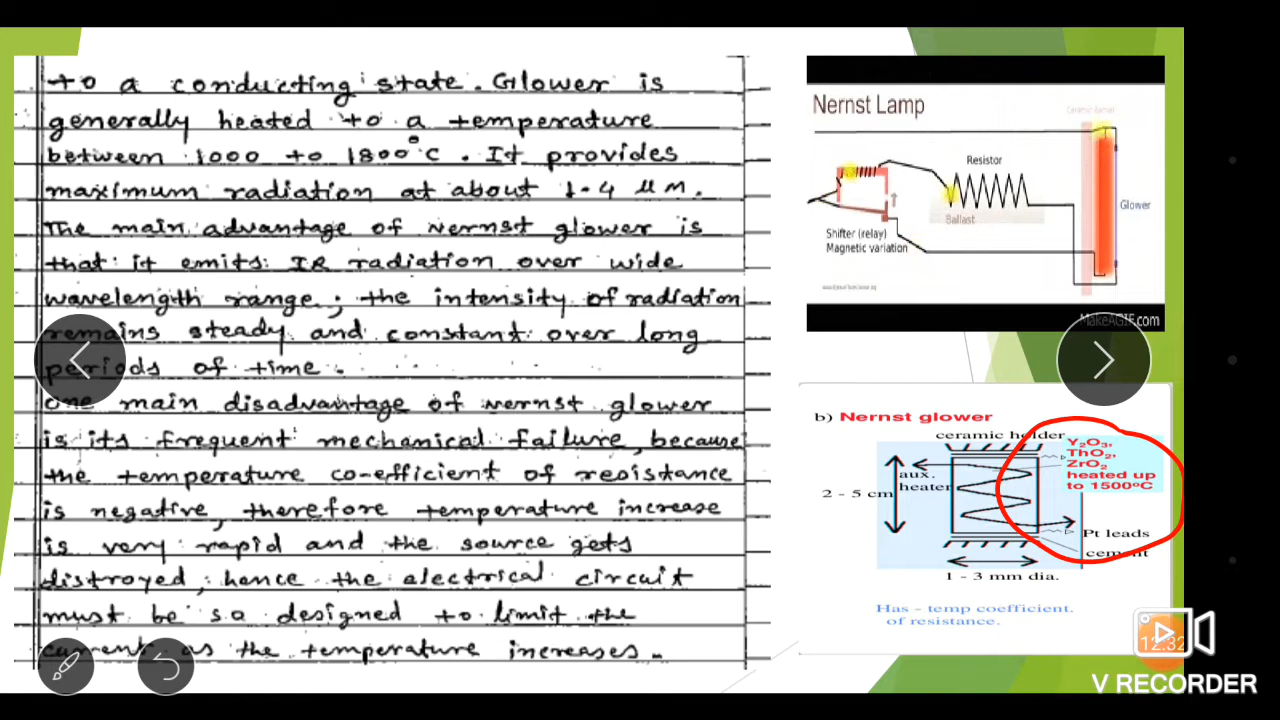 to a conducting state. Glower is
generally heated to a temperature
between 1000 to 1800°C. It provides
maximum radiation at about 1.4 μm.
The main advantage of nernst glower is
that it emits IR radiation over wide
wavelength range; the intensity of radiation
remains steady and constant over long
periods of time.
One main disadvantage of nernst glower
is its frequent mechanical failure, because
the temperature co-efficient of resistance
is negative, therefore temperature increase
is very rapid and the source gets
distroyed, hence the electrical circuit
must be so designed to limit the
current as the temperature increases.
Nernst Lamp
Ceramic Barrel
Resistor
Glower
Ballast
Shifter (relay)
Magnetic variation
MakeAGIF.com
b) Nernst glower
ceramic holder
Y₂O₃,
ThO₂,
ZrO₂
heated up
to 1500ºC
aux.
heater
2 - 5 cm
Pt leads
cement
1 - 3 mm dia.
Has - temp coefficient.
of resistance.
12:32
V RECORDER